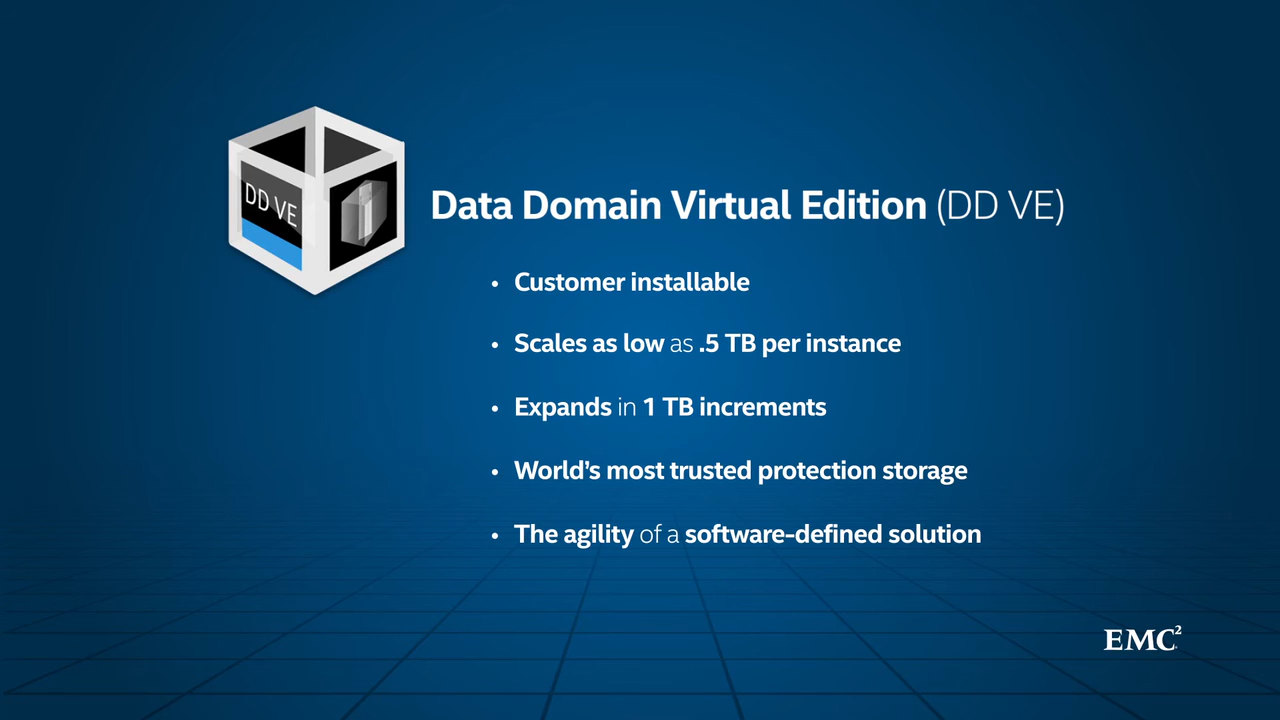 DD VE
Data Domain Virtual Edition (DD VE)
• Customer installable
• Scales as low as .5 TB per instance
• Expands in 1 TB increments
• World's most trusted protection storage
• The agility of a software-defined solution
EMC²